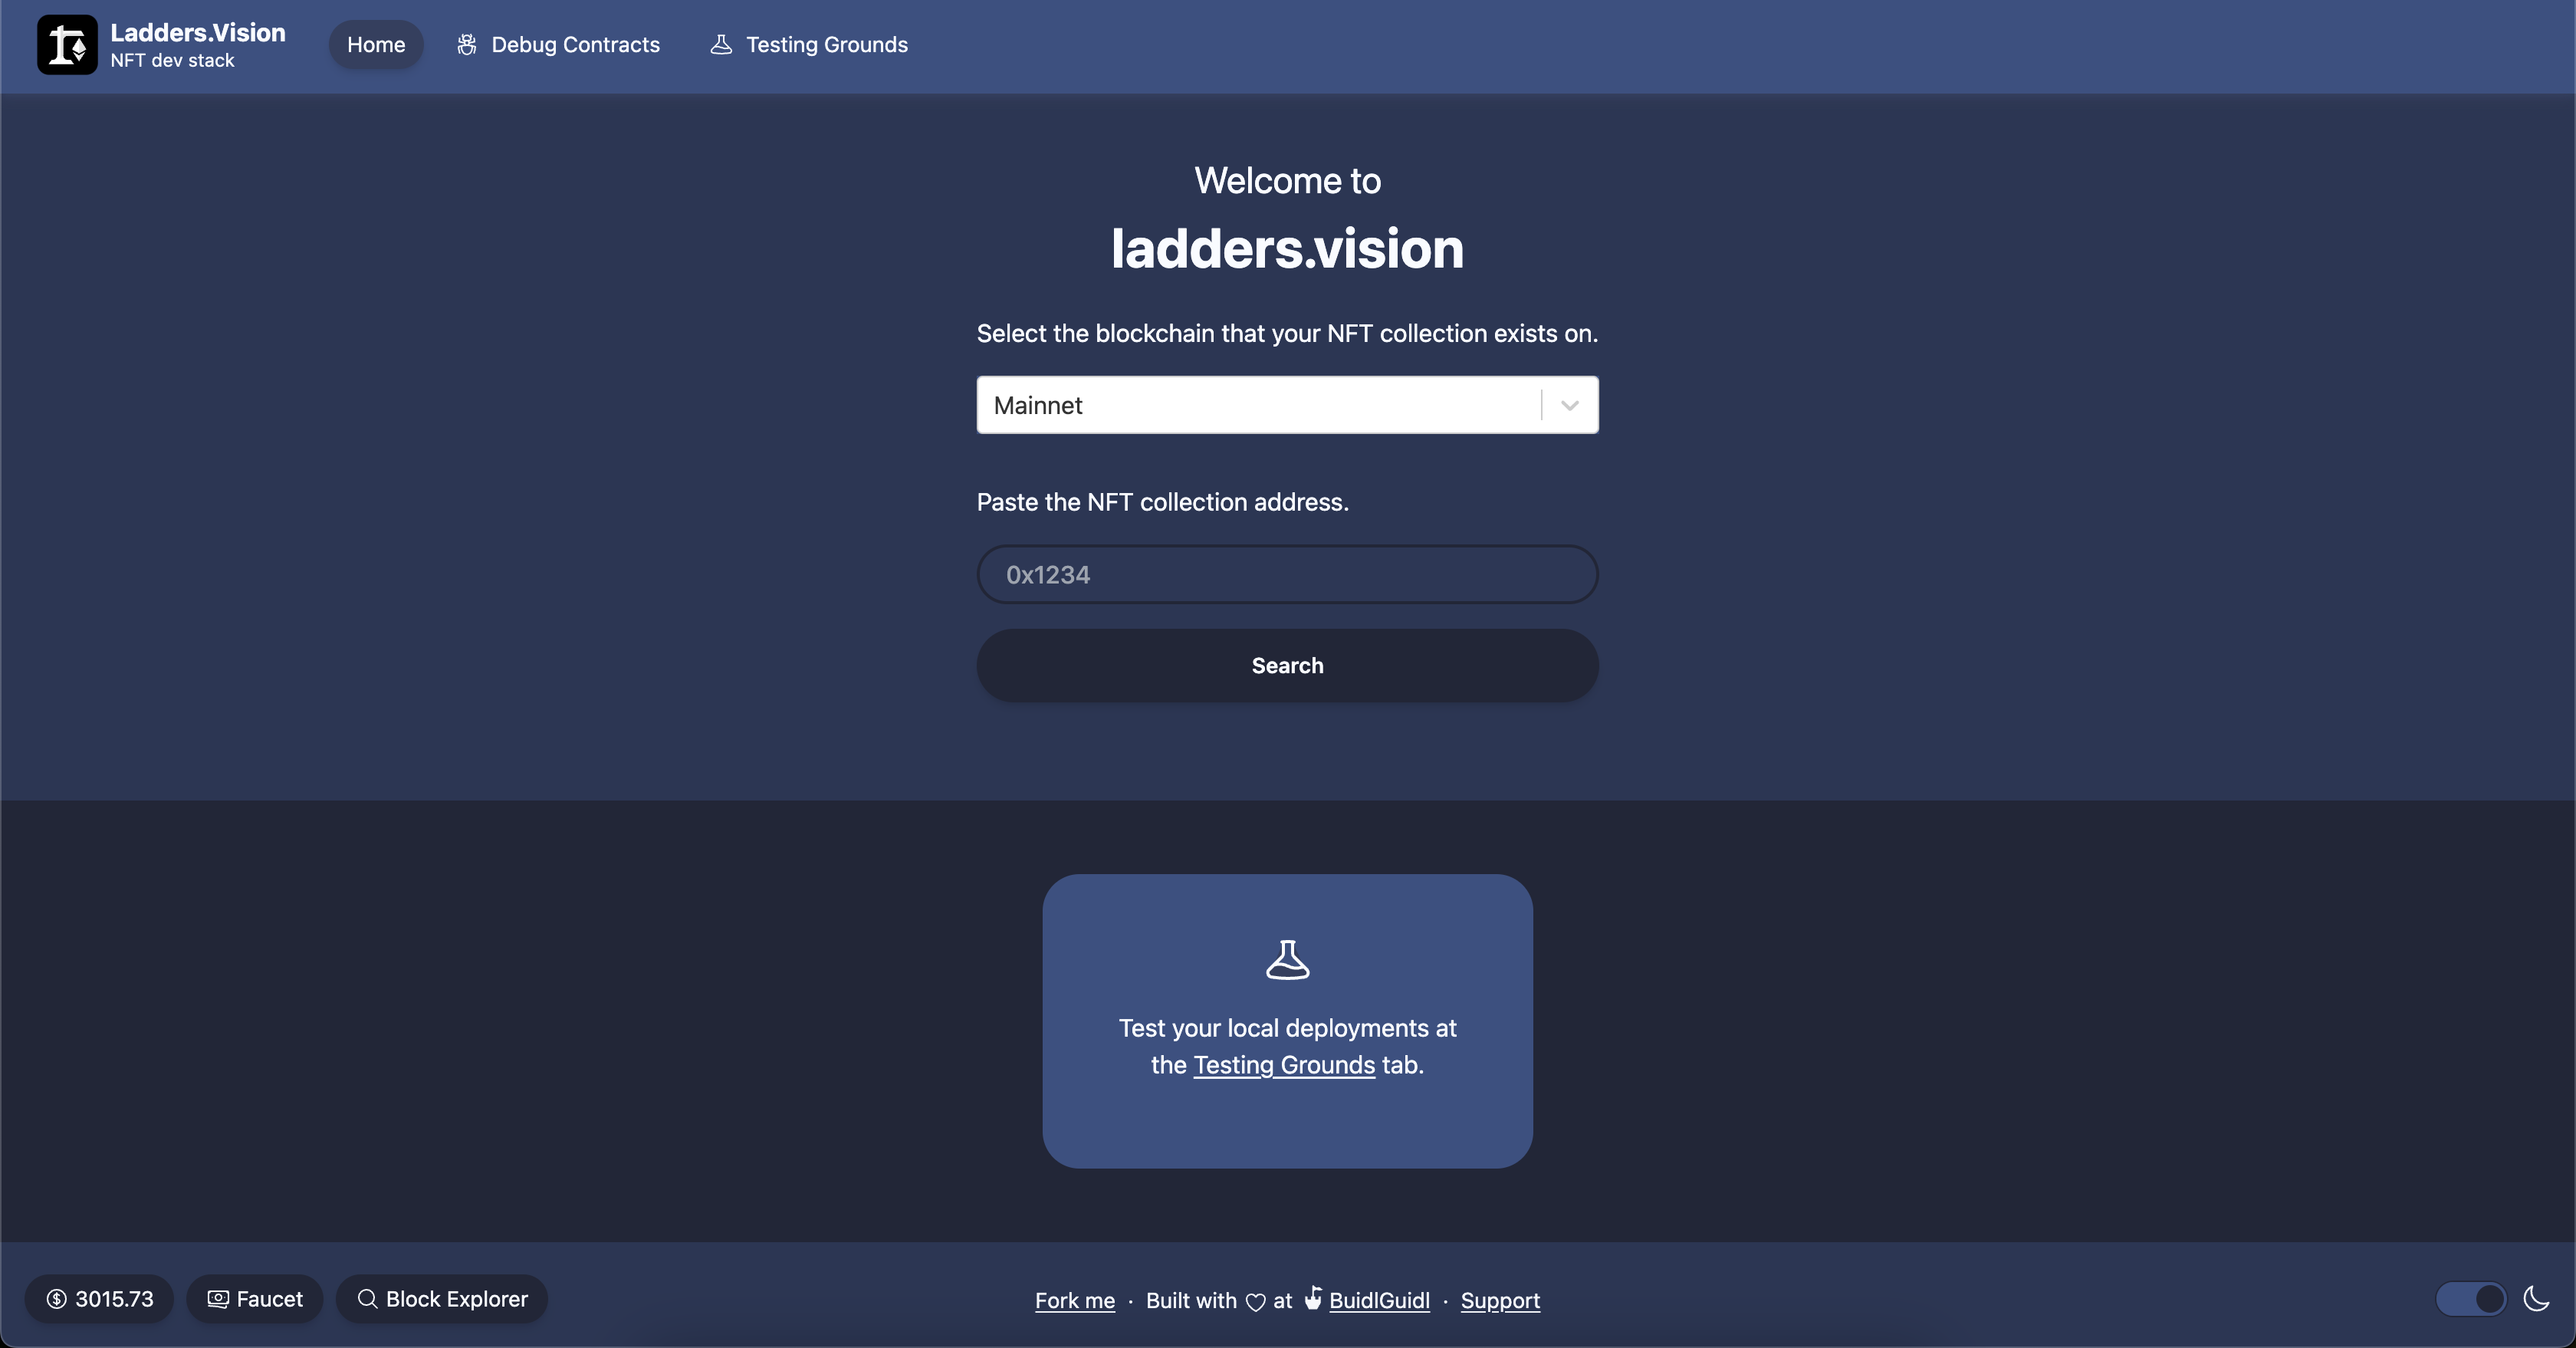 Ladders.Vision
NFT dev stack
Home
Debug Contracts
Testing Grounds
Welcome to
ladders.vision
Select the blockchain that your NFT collection exists on.
Mainnet
Paste the NFT collection address.
0x1234
Search
Test your local deployments at
the Testing Grounds tab.
3015.73
Faucet
Block Explorer
Fork me · Built with ♡ at BuidlGuidl · Support